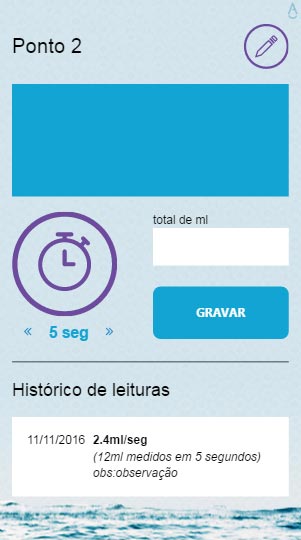 Ponto 2
total de ml
« 5 seg »
GRAVAR
Histórico de leituras
11/11/2016 2.4ml/seg
(12ml medidos em 5 segundos)
obs:observação